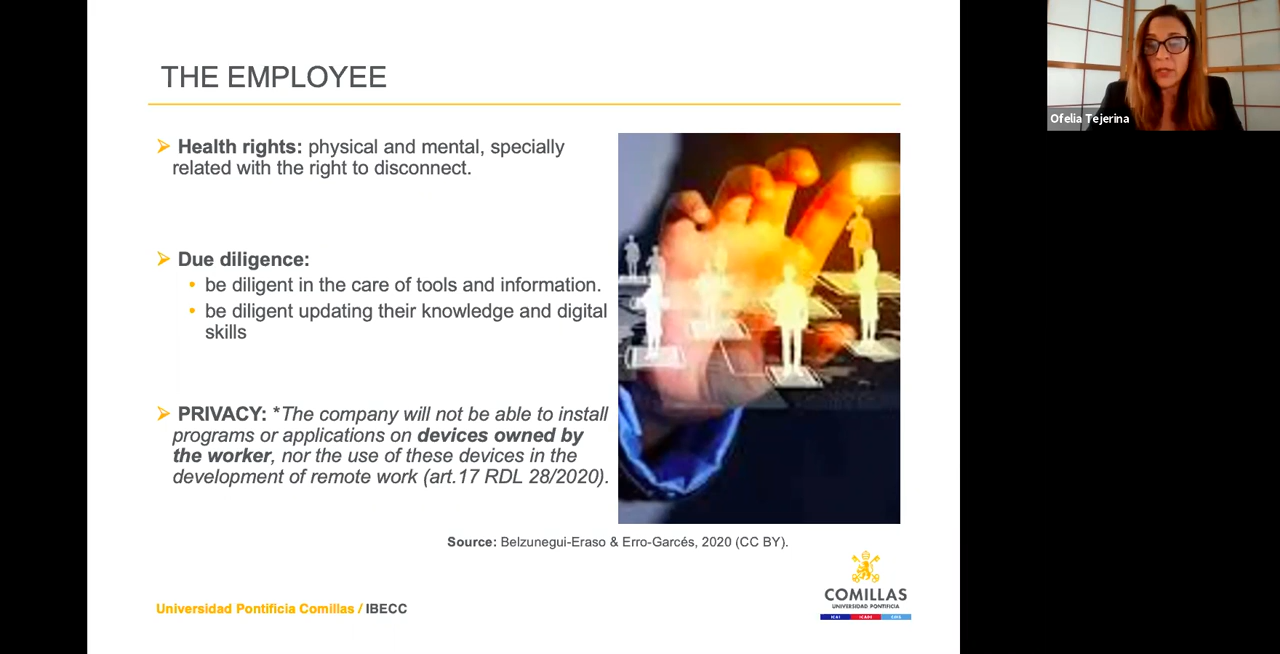 THE EMPLOYEE
Health rights: physical and mental, specially
related with the right to disconnect.
Due diligence:
be diligent in the care of tools and information.
be diligent updating their knowledge and digital
skills
PRIVACY: *The company will not be able to install
programs or applications on devices owned by
the worker, nor the use of these devices in the
development of remote work (art.17 RDL 28/2020).
Source: Belzunegui-Eraso & Erro-Garcés, 2020 (CC BY).
Universidad Pontificia Comillas / IBECC
COMILLAS
UNIVERSIDAD PONTIFICIA
ICAI ICADE CIHS
Ofelia Tejerina